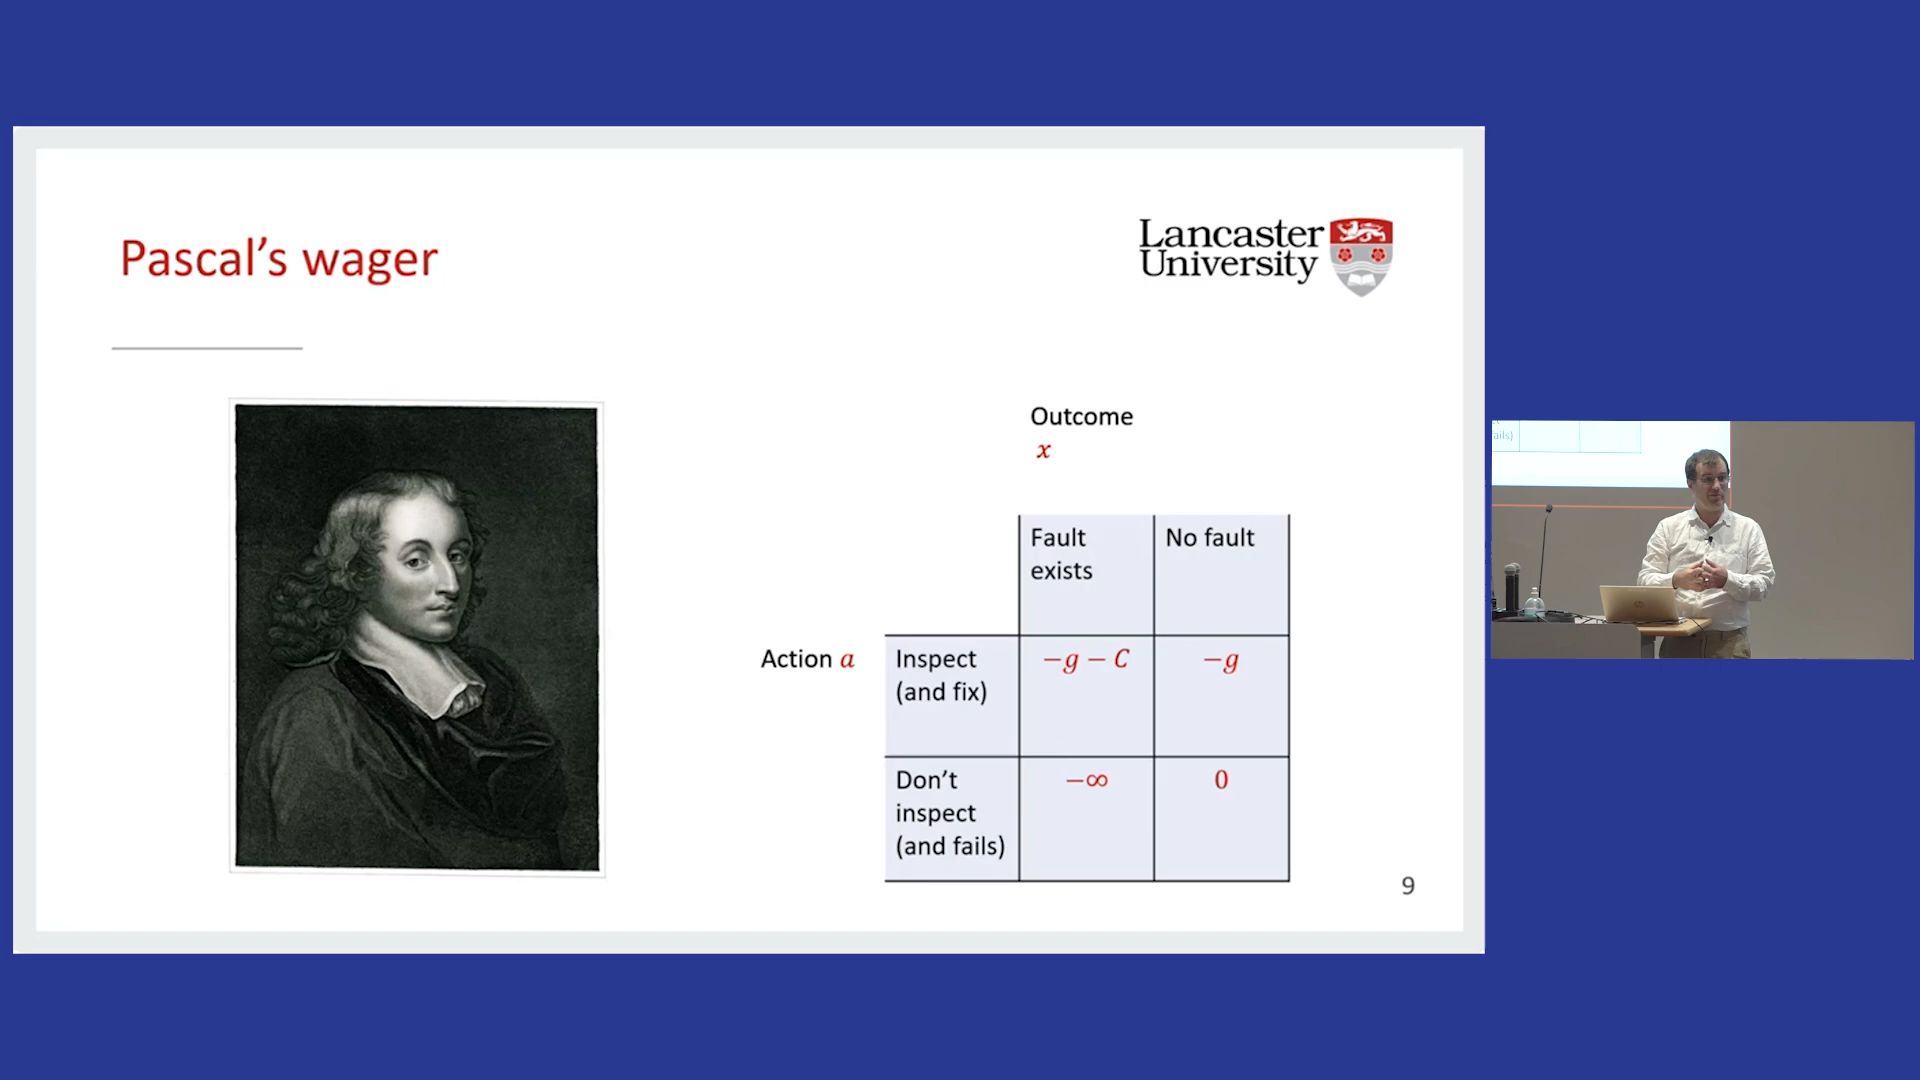 Pascal's wager
Lancaster
University
Outcome
x
Fault
exists
No fault
Action a
Inspect
(and fix)
−g − C
−g
Don't
inspect
(and fails)
−∞
0
9
ails)